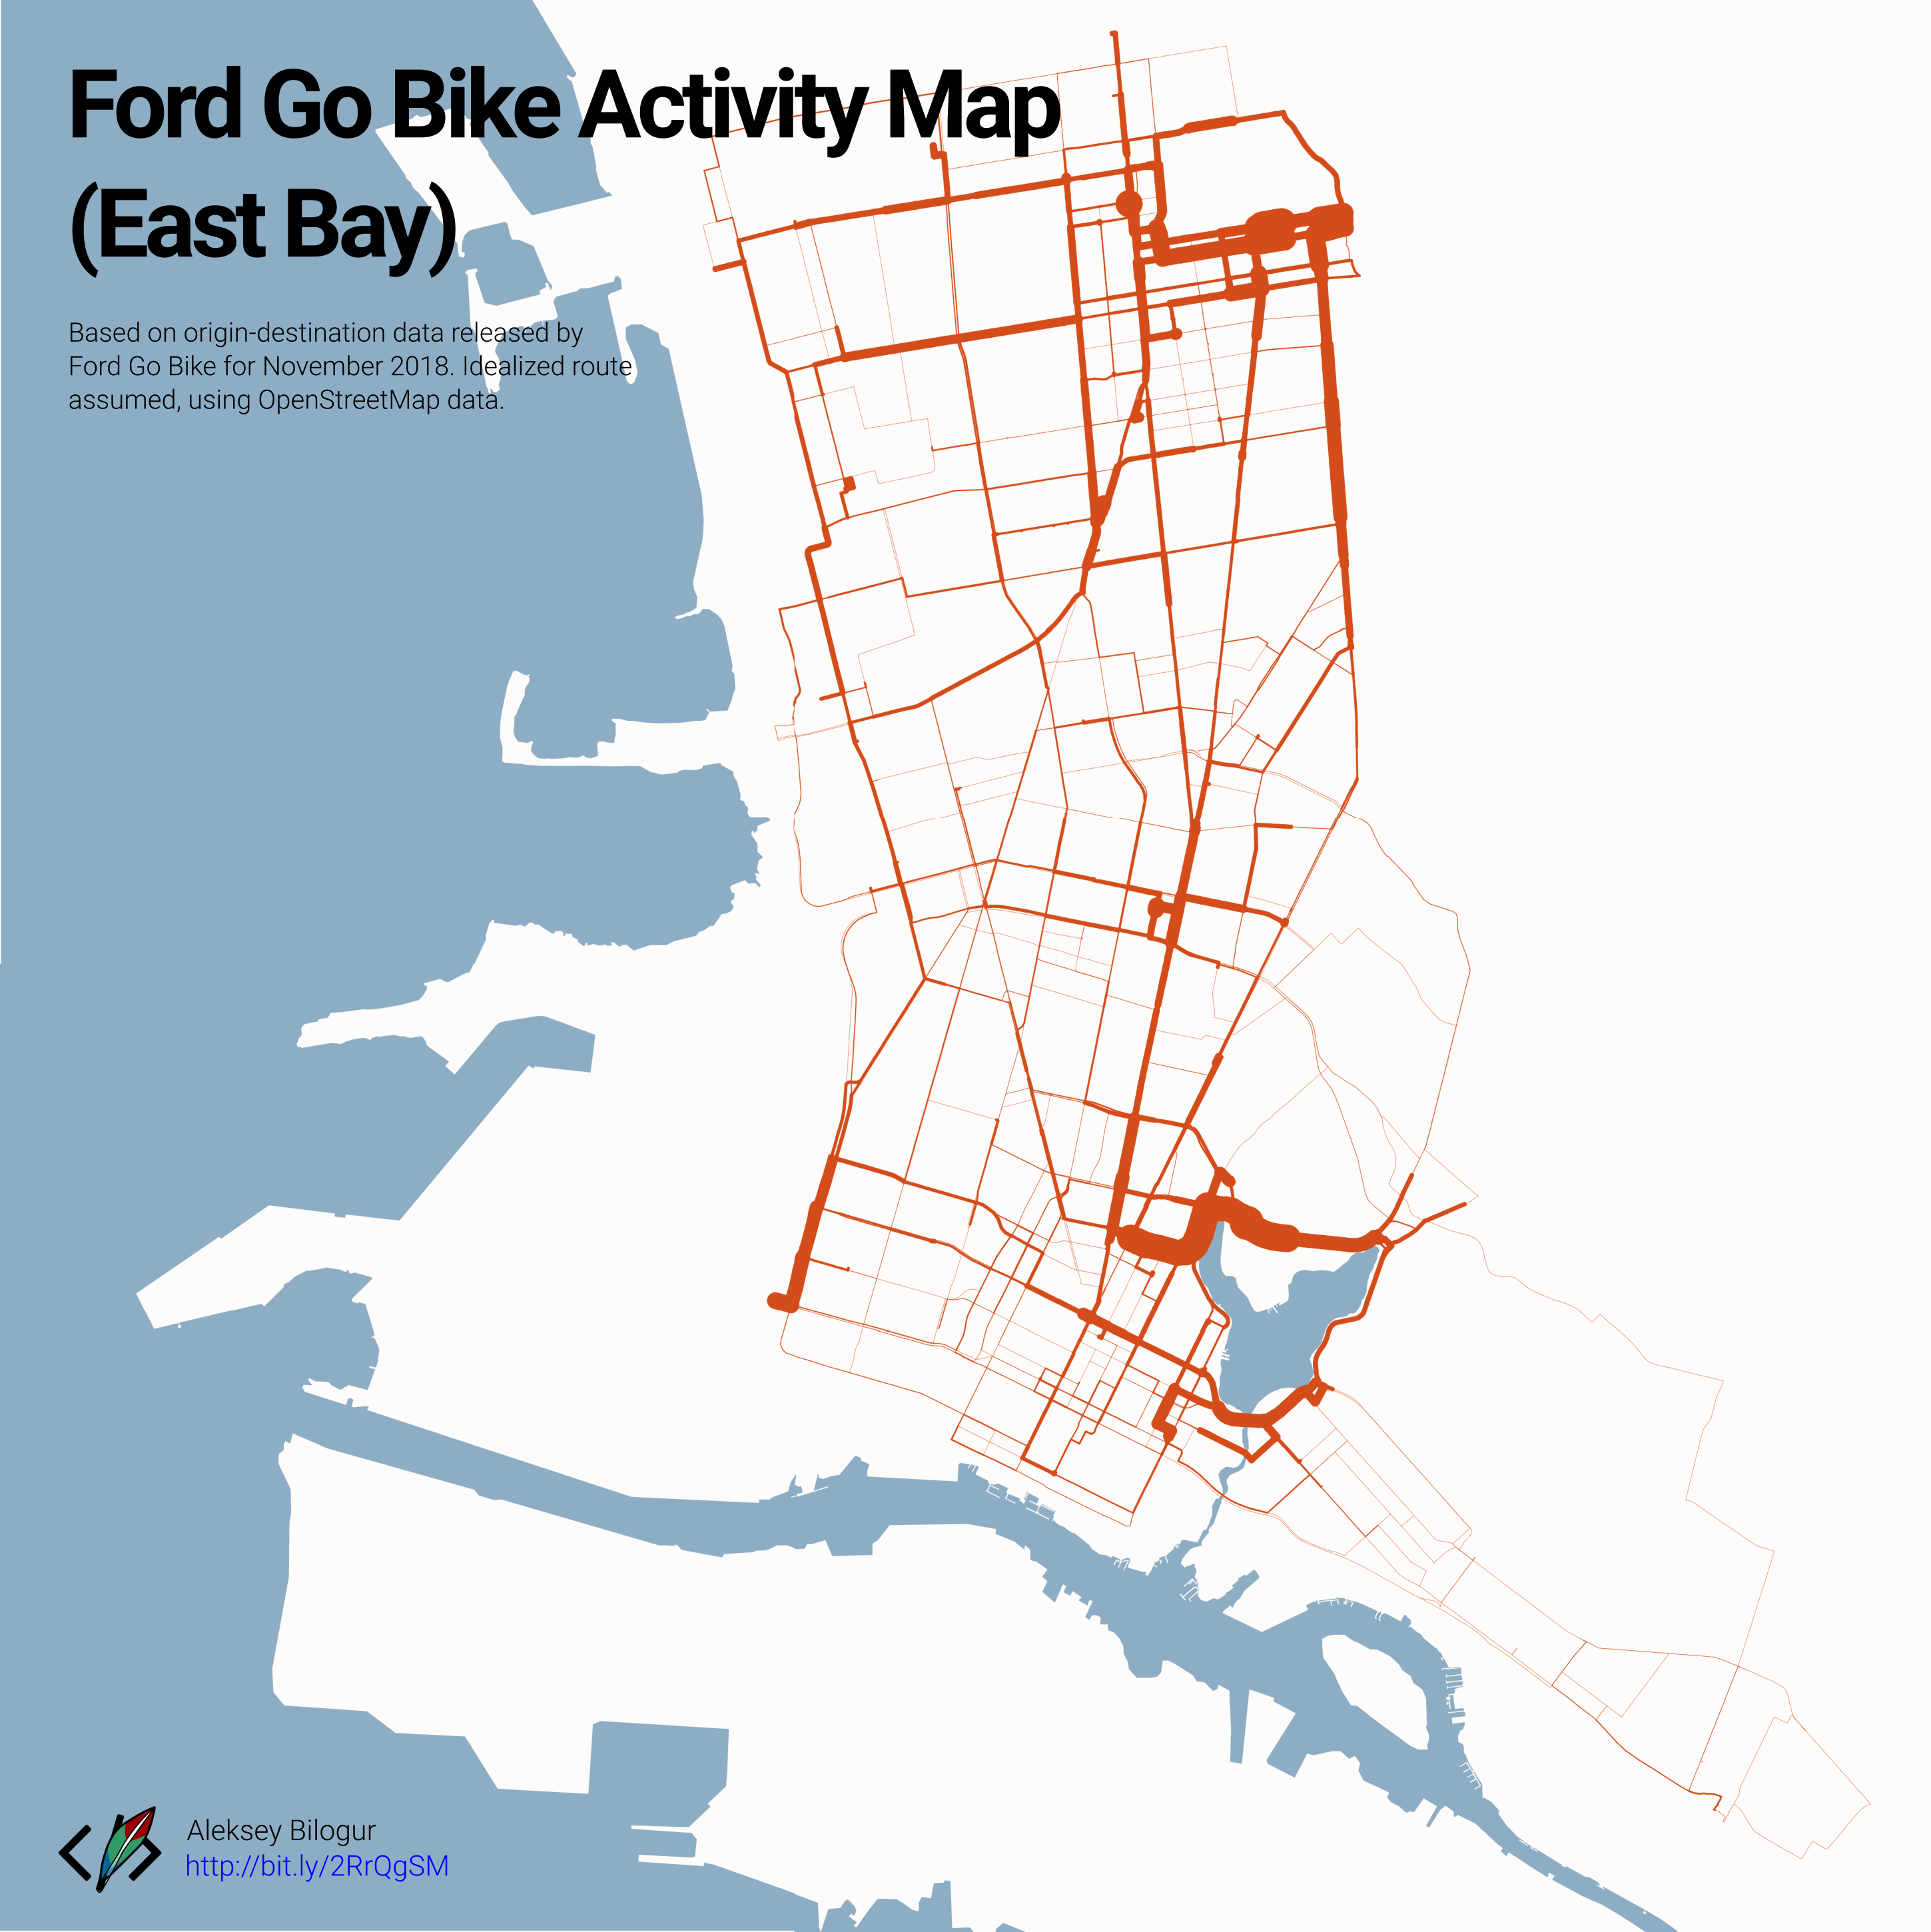 Ford Go Bike Activity Map
(East Bay)
Based on origin-destination data released by
Ford Go Bike for November 2018. Idealized route
assumed, using OpenStreetMap data.
Aleksey Bilogur
http://bit.ly/2RrQgSM